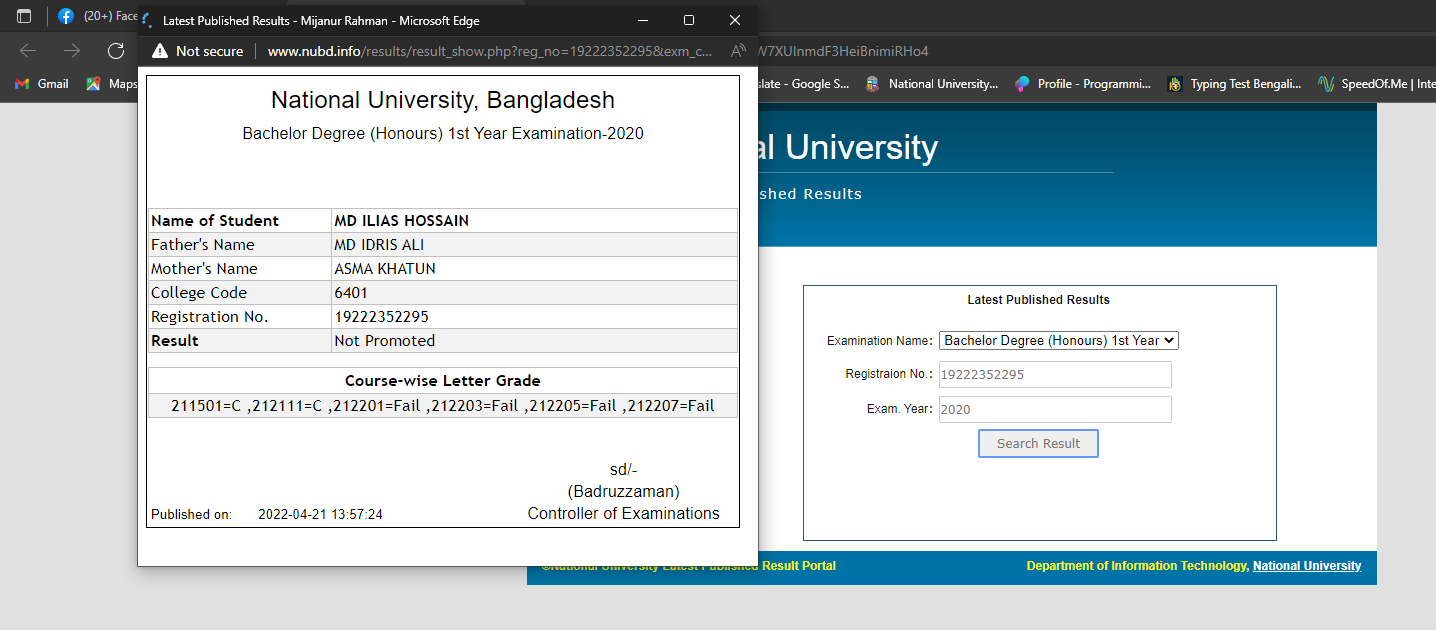 (20+) Face
Latest Published Results - Mijanur Rahman - Microsoft Edge
Not secure
www.nubd.info/results/result_show.php?reg_no=19222352295&exm_c...
W7XUInmdF3HeiBnimiRHo4
Gmail
Maps
slate - Google S...
National University...
Profile - Programmi...
Typing Test Bengali...
SpeedOf.Me | Inte
National University, Bangladesh
Bachelor Degree (Honours) 1st Year Examination-2020
Name of Student MD ILIAS HOSSAIN
Father's Name MD IDRIS ALI
Mother's Name ASMA KHATUN
College Code 6401
Registration No. 19222352295
Result Not Promoted
Course-wise Letter Grade
211501=C ,212111=C ,212201=Fail ,212203=Fail ,212205=Fail ,212207=Fail
sd/-
(Badruzzaman)
Published on: 2022-04-21 13:57:24 Controller of Examinations
al University
shed Results
Latest Published Results
Examination Name: Bachelor Degree (Honours) 1st Year
Registraion No.: 19222352295
Exam. Year: 2020
Search Result
©National University Latest Published Result Portal
Department of Information Technology, National University